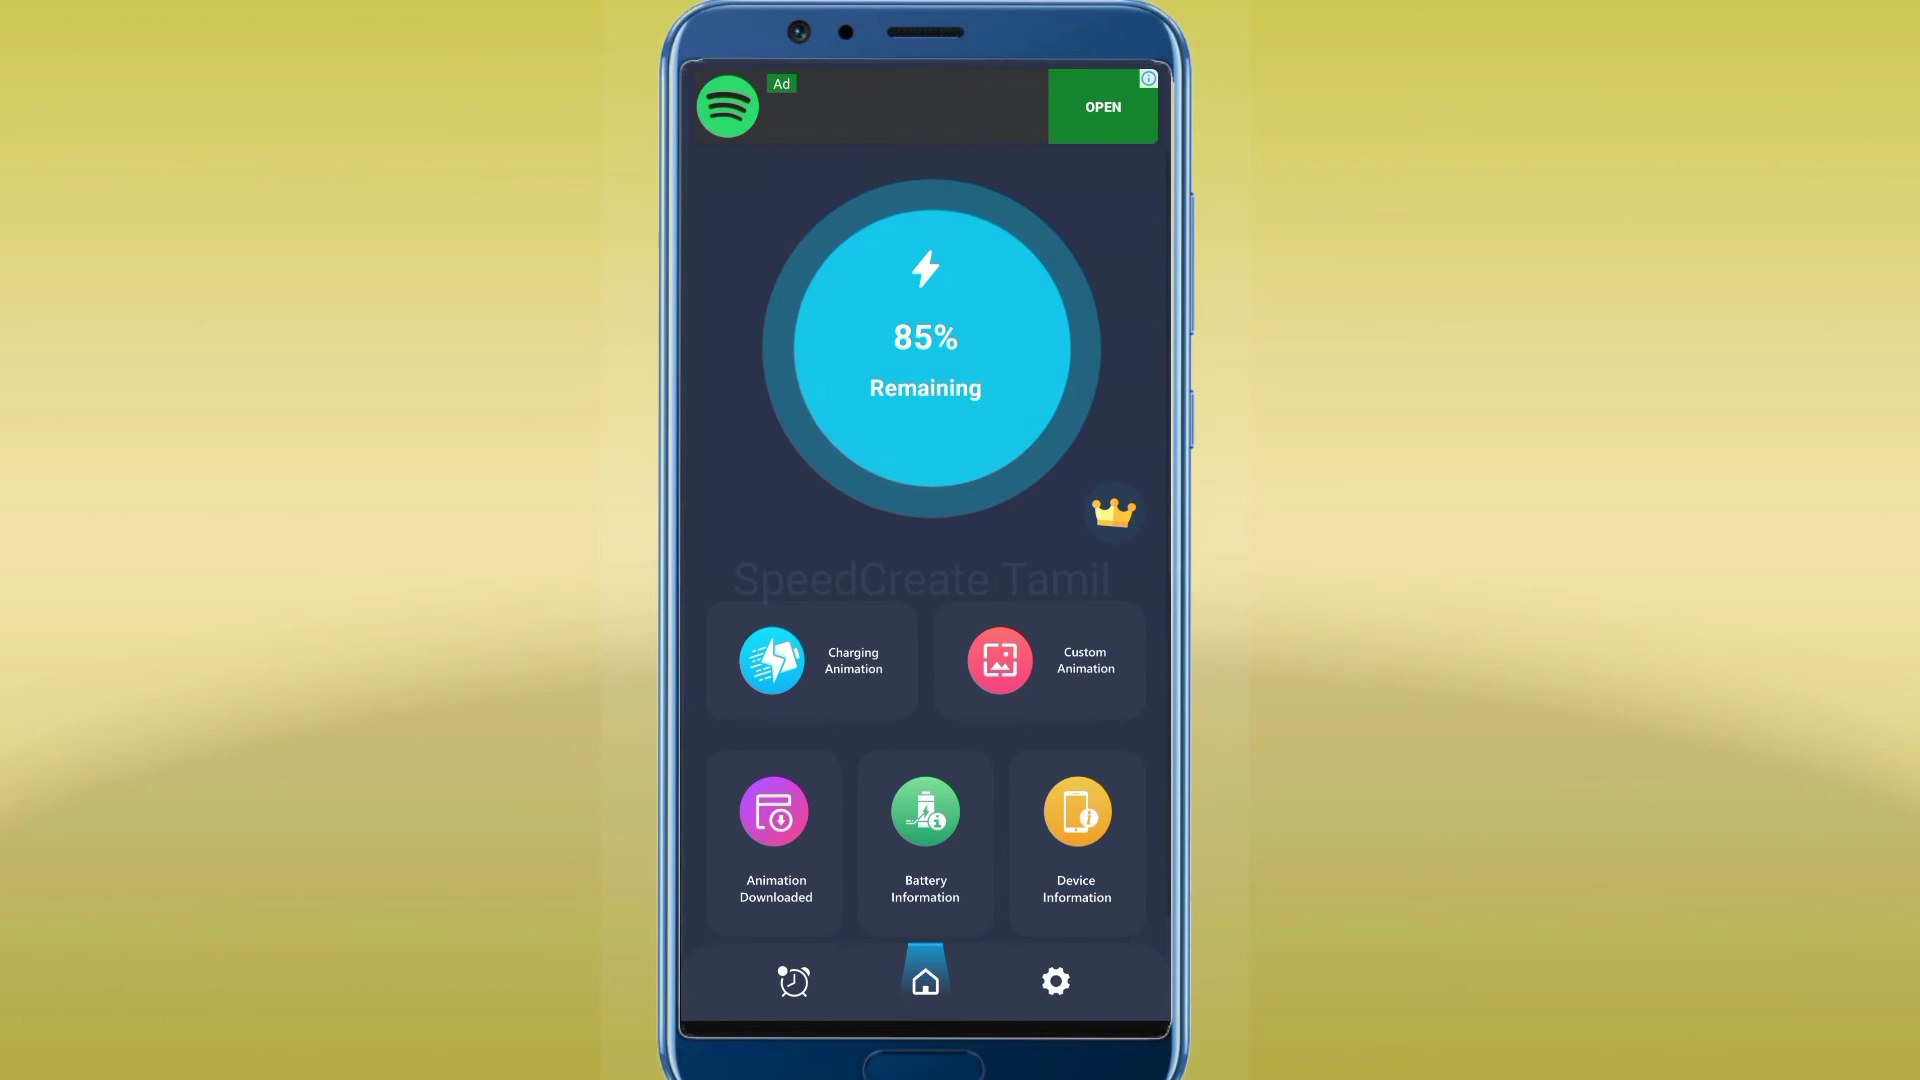 Ad
OPEN
85%
Remaining
SpeedCreate Tamil
Charging
Animation
Custom
Animation
Animation
Downloaded
Battery
Information
Device
Information